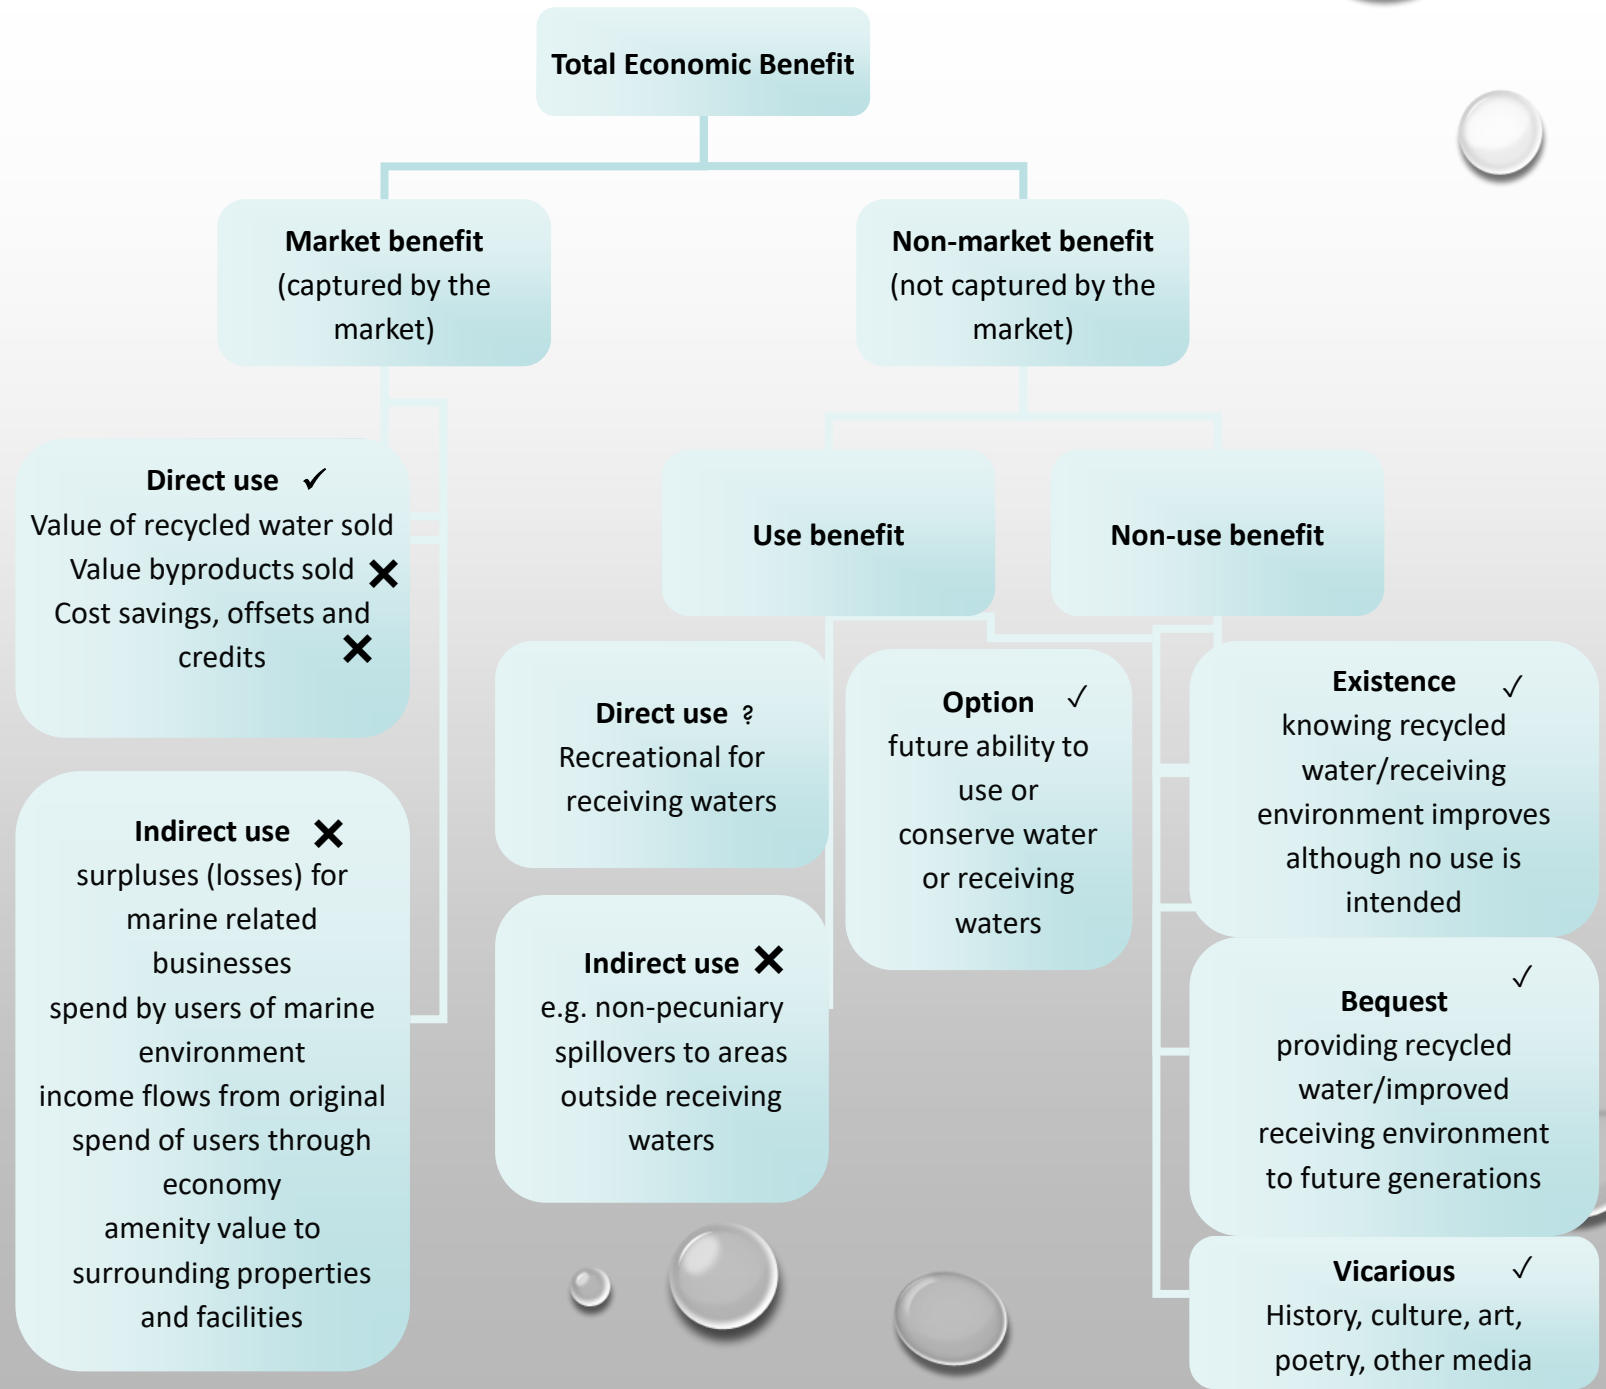 Total Economic Benefit
Market benefit
(captured by the
market)
Non-market benefit
(not captured by the
market)
Direct use ✓
Value of recycled water sold
Value byproducts sold ✕
Cost savings, offsets and
credits ✕
Indirect use ✕
surpluses (losses) for
marine related
businesses
spend by users of marine
environment
income flows from original
spend of users through
economy
amenity value to
surrounding properties
and facilities
Use benefit
Non-use benefit
Direct use ?
Recreational for
receiving waters
Indirect use ✕
e.g. non-pecuniary
spillovers to areas
outside receiving
waters
Option ✓
future ability to
use or
conserve water
or receiving
waters
Existence ✓
knowing recycled
water/receiving
environment improves
although no use is
intended
Bequest ✓
providing recycled
water/improved
receiving environment
to future generations
Vicarious ✓
History, culture, art,
poetry, other media